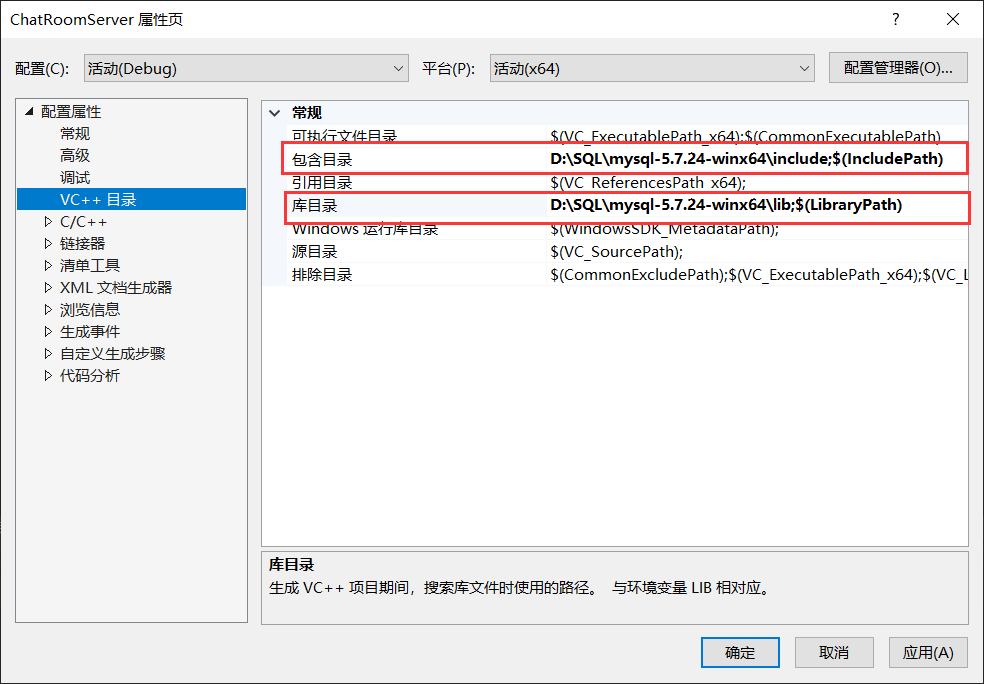 ChatRoomServer 属性页
配置(C): 活动(Debug) 平台(P): 活动(x64) 配置管理器(O)...
配置属性
常规
高级
调试
VC++ 目录
C/C++
链接器
清单工具
XML 文档生成器
浏览信息
生成事件
自定义生成步骤
代码分析
常规
可执行文件目录 $(VC_ExecutablePath_x64);$(CommonExecutablePath)
包含目录 D:\SQL\mysql-5.7.24-winx64\include;$(IncludePath)
引用目录 $(VC_ReferencesPath_x64);
库目录 D:\SQL\mysql-5.7.24-winx64\lib;$(LibraryPath)
Windows 运行库目录 $(WindowsSDK_MetadataPath);
源目录 $(VC_SourcePath);
排除目录 $(CommonExcludePath);$(VC_ExecutablePath_x64);$(VC_L
库目录
生成 VC++ 项目期间，搜索库文件时使用的路径。 与环境变量 LIB 相对应。
确定 取消 应用(A)